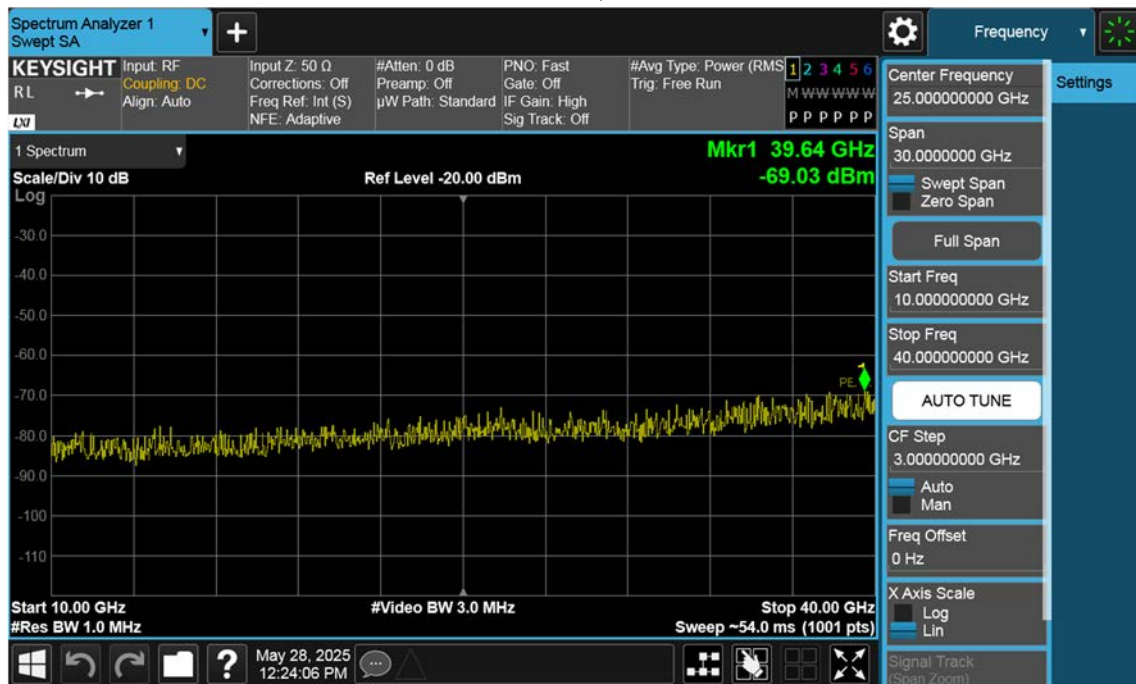 Spectrum Analyzer 1
Swept SA
Frequency
KEYSIGHT
RL
LXI
Input: RF
Coupling: DC
Align: Auto
Input Z: 50 Ω
Corrections: Off
Freq Ref: Int (S)
NFE: Adaptive
#Atten: 0 dB
Preamp: Off
µW Path: Standard
PNO: Fast
Gate: Off
IF Gain: High
Sig Track: Off
#Avg Type: Power (RMS
Trig: Free Run
1 2 3 4 5 6
M W W W W W
P P P P P P
1 Spectrum
Scale/Div 10 dB
Ref Level -20.00 dBm
Mkr1 39.64 GHz
-69.03 dBm
Log
-30.0
-40.0
-50.0
-60.0
-70.0
-80.0
-90.0
-100
-110
1
PE
Start 10.00 GHz
#Video BW 3.0 MHz
Stop 40.00 GHz
#Res BW 1.0 MHz
Sweep ~54.0 ms (1001 pts)
Center Frequency
25.000000000 GHz
Span
30.0000000 GHz
Swept Span
Zero Span
Full Span
Start Freq
10.000000000 GHz
Stop Freq
40.000000000 GHz
AUTO TUNE
CF Step
3.000000000 GHz
Auto
Man
Freq Offset
0 Hz
X Axis Scale
Log
Lin
Signal Track
(Span Zoom)
Settings
?
May 28, 2025
12:24:06 PM